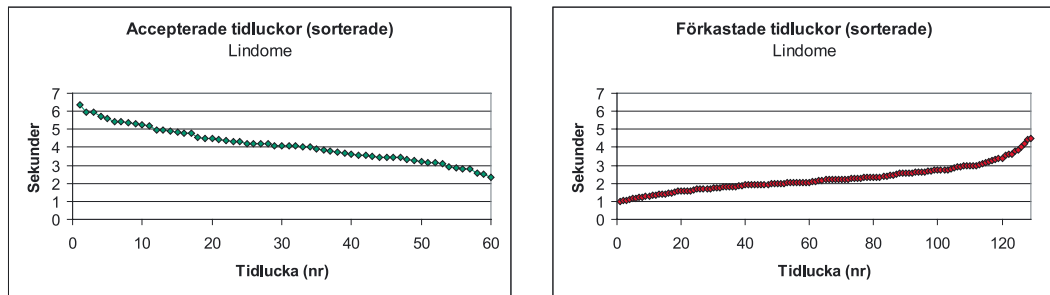 Accepterade tidluckor (sorterade)
Lindome
7
6
5
4
3
2
1
0
Sekunder
0 10 20 30 40 50 60
Tidlucka (nr)
Förkastade tidluckor (sorterade)
Lindome
7
6
5
4
3
2
1
0
Sekunder
0 20 40 60 80 100 120
Tidlucka (nr)